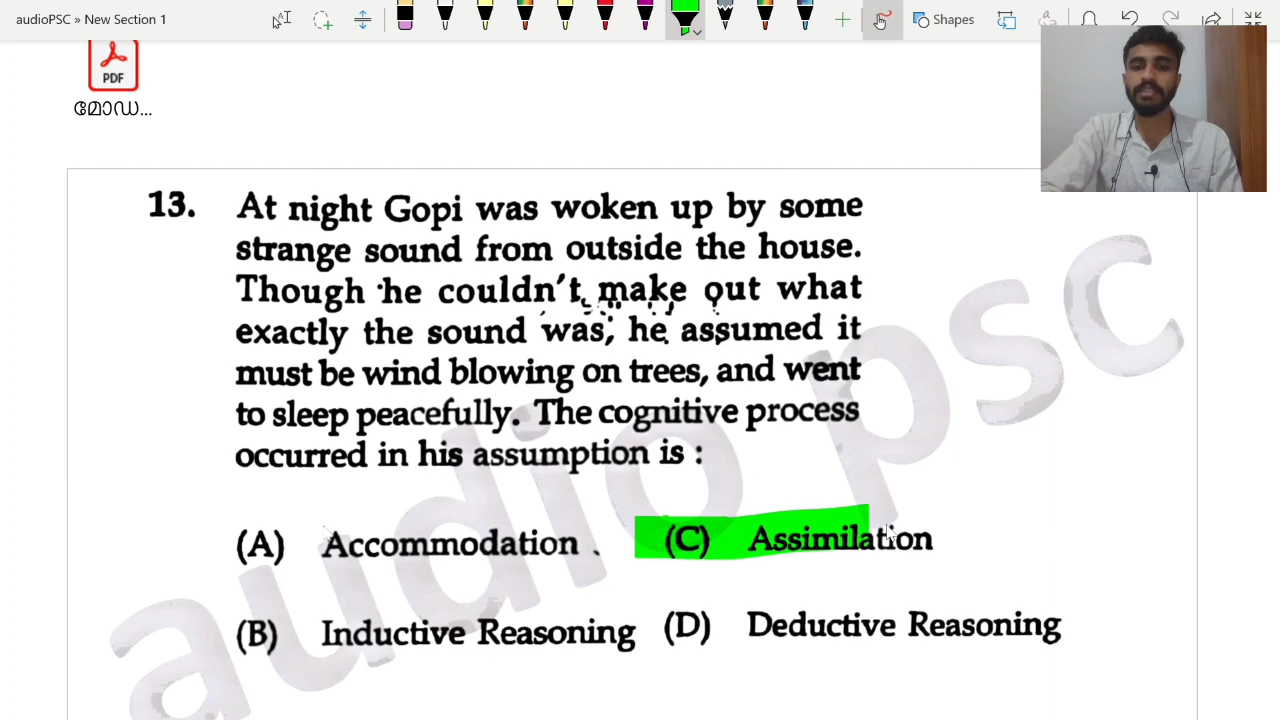 audioPSC » New Section 1
Shapes
PDF
മോഡ...
13. At night Gopi was woken up by some
strange sound from outside the house.
Though he couldn't make out what
exactly the sound was, he assumed it
must be wind blowing on trees, and went
to sleep peacefully. The cognitive process
occurred in his assumption is :
(A) Accommodation (C) Assimilation
(B) Inductive Reasoning (D) Deductive Reasoning
audio psc